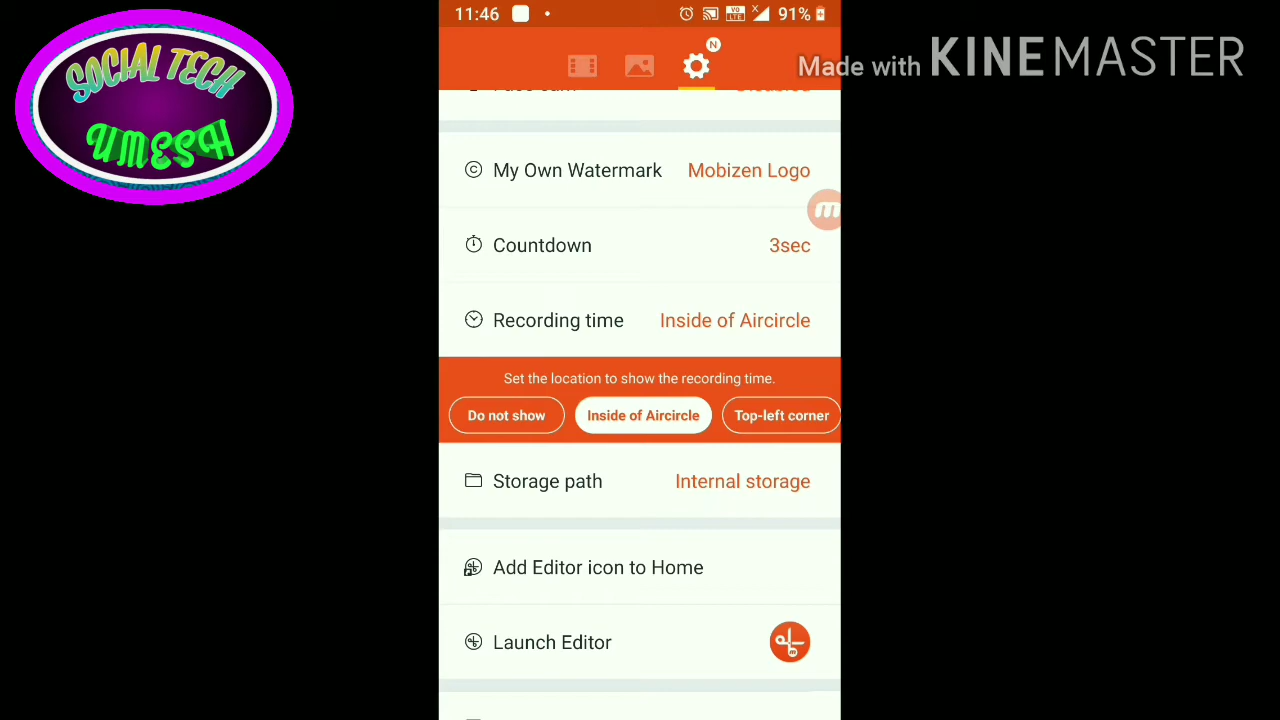 SOCIAL TECH
UMESH
11:46
VO
LTE
91%
N
Made with KINEMASTER
My Own Watermark Mobizen Logo
Countdown 3sec
Recording time Inside of Aircircle
Set the location to show the recording time.
Do not show Inside of Aircircle Top-left corner
Storage path Internal storage
Add Editor icon to Home
Launch Editor